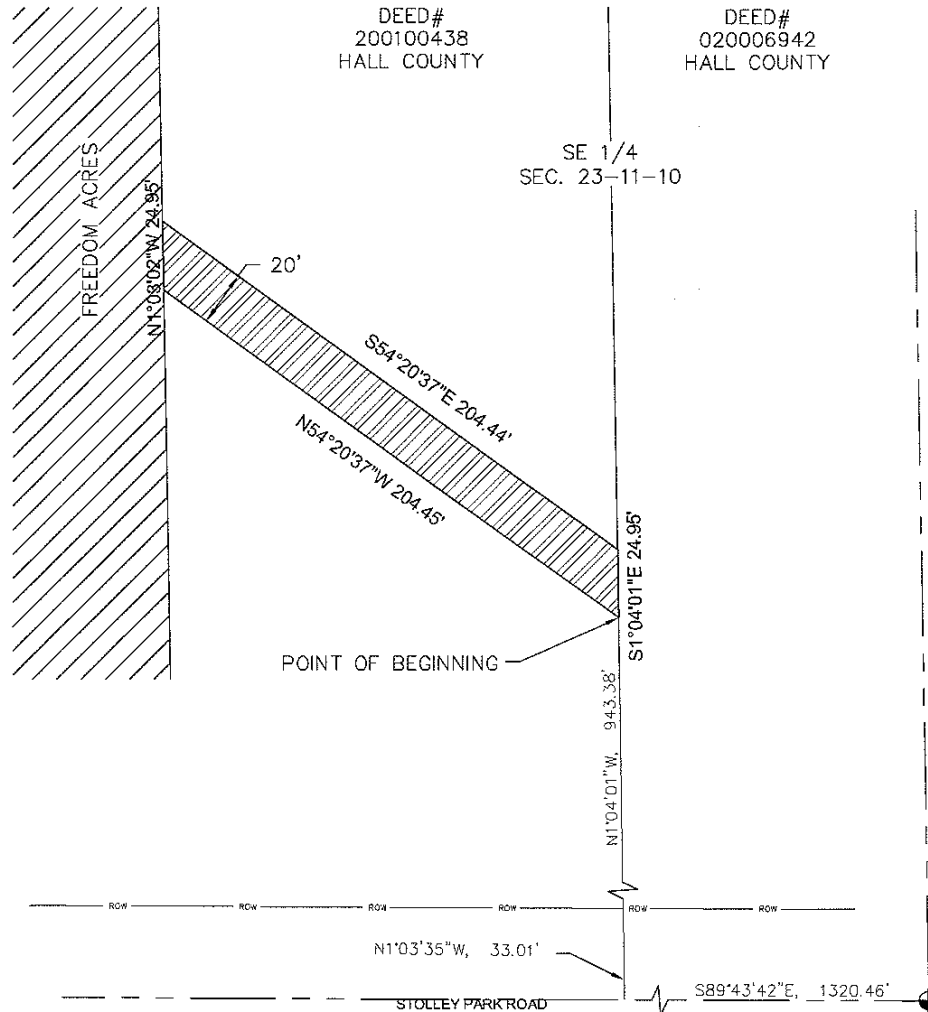 DEED#
200100438
HALL COUNTY
DEED#
020006942
HALL COUNTY
SE 1/4
SEC. 23-11-10
FREEDOM ACRES
N1°03'02"W 24.95'
20'
S54°20'37"E 204.44'
N54°20'37"W 204.45'
S1°04'01"E 24.95'
POINT OF BEGINNING
N1°04'01"W, 943.38'
ROW ROW ROW ROW ROW ROW
N1°03'35"W, 33.01'
STOLLEY PARK ROAD
S89°43'42"E, 1320.46'